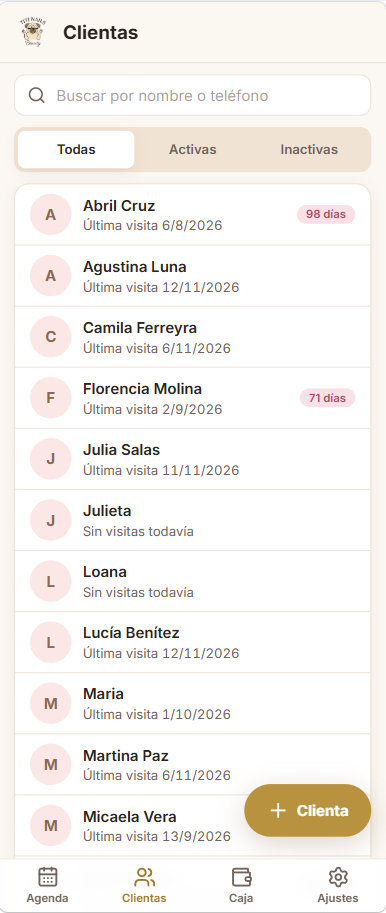 Clientas
Buscar por nombre o teléfono
Todas
Activas
Inactivas
A
Abril Cruz
98 días
Última visita 6/8/2026
A
Agustina Luna
Última visita 12/11/2026
C
Camila Ferreyra
Última visita 6/11/2026
F
Florencia Molina
71 días
Última visita 2/9/2026
J
Julia Salas
Última visita 11/11/2026
J
Julieta
Sin visitas todavía
L
Loana
Sin visitas todavía
L
Lucía Benítez
Última visita 12/11/2026
M
Maria
Última visita 1/10/2026
M
Martina Paz
Última visita 6/11/2026
M
Micaela Vera
Última visita 13/9/2026
Clienta
Agenda
Clientas
Caja
Ajustes